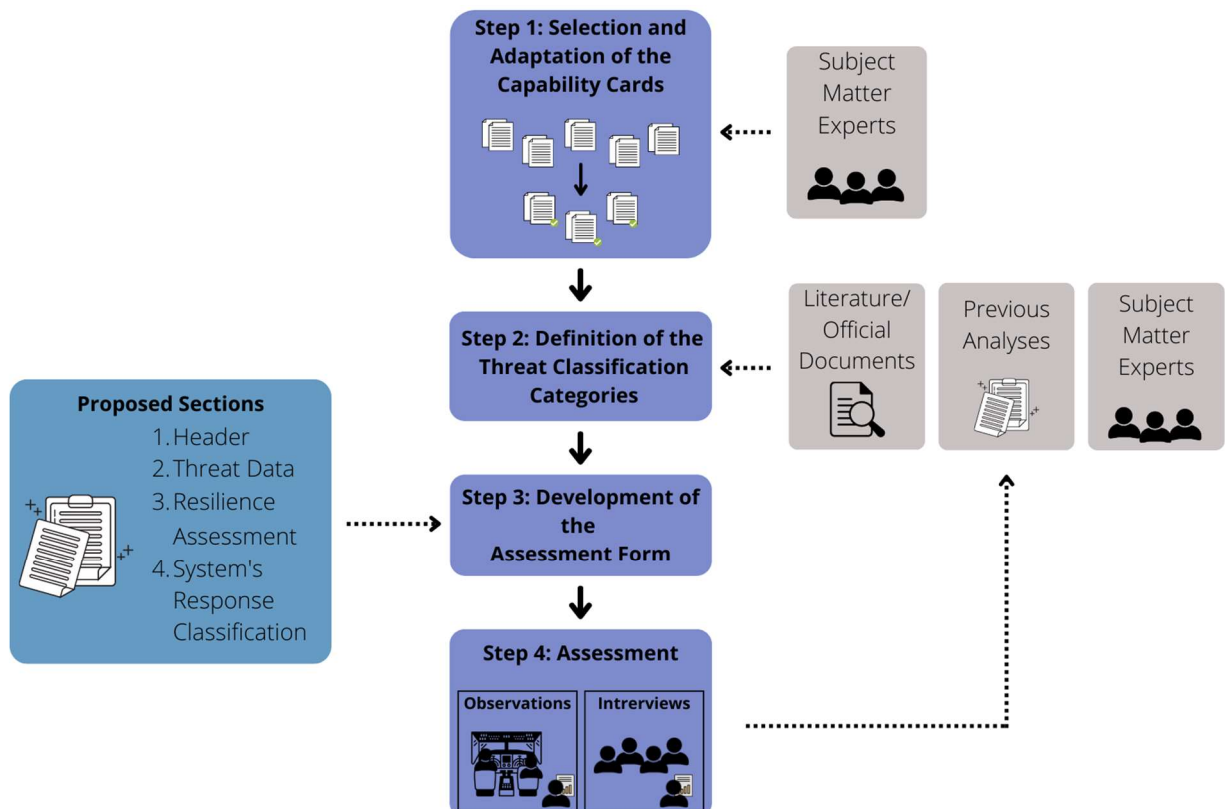 Step 1: Selection and
Adaptation of the
Capability Cards
Subject
Matter
Experts
Step 2: Definition of the
Threat Classification
Categories
Literature/
Official
Documents
Previous
Analyses
Subject
Matter
Experts
Proposed Sections
1. Header
2. Threat Data
3. Resilience
Assessment
4. System's
Response
Classification
Step 3: Development of
the
Assessment Form
Step 4: Assessment
Observations
Intrerviews